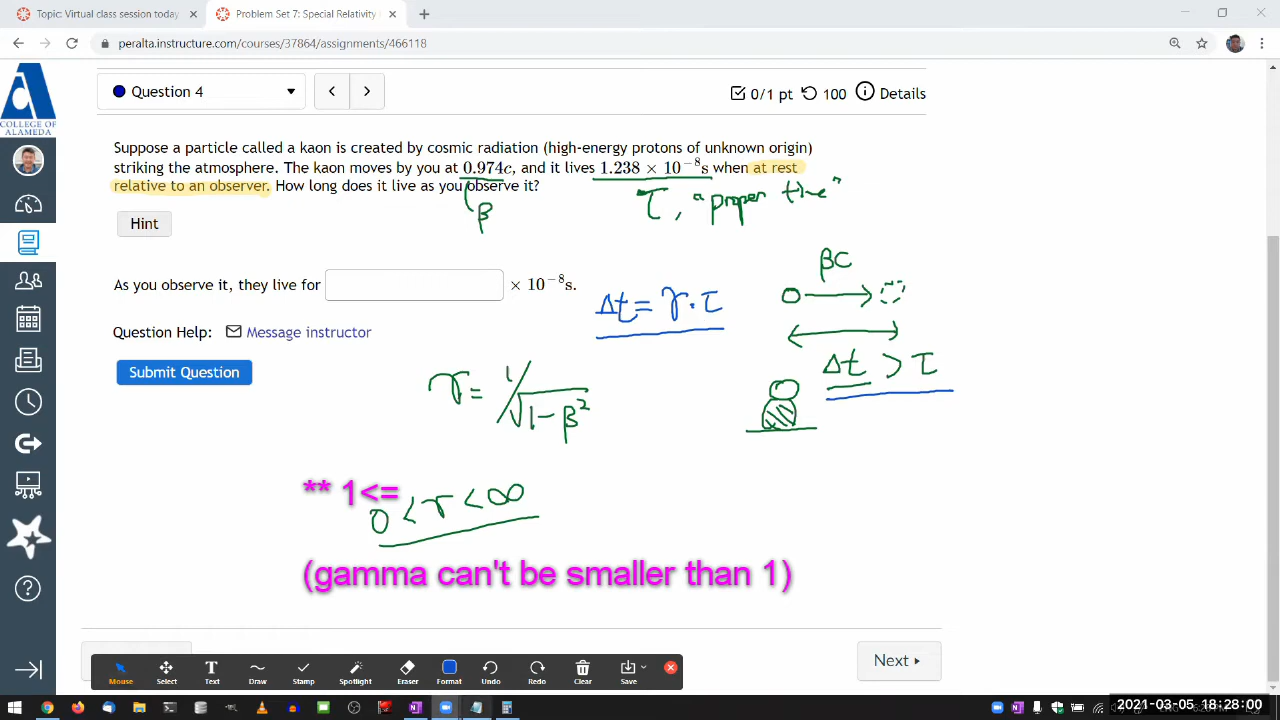 Topic: Virtual class session today
Problem Set 7: Special Relativity
peralta.instructure.com/courses/37864/assignments/466118
COLLEGE OF
ALAMEDA
Question 4
0/1 pt 100 Details
Suppose a particle called a kaon is created by cosmic radiation (high-energy protons of unknown origin)
striking the atmosphere. The kaon moves by you at 0.974c, and it lives 1.238 × 10⁻⁸s when at rest
relative to an observer. How long does it live as you observe it?
β
τ, "a proper time"
Hint
βc
As you observe it, they live for × 10⁻⁸s.
Δt = γ·τ
Question Help: Message instructor
Δt > τ
Submit Question
γ = 1/√1-β²
** 1<=
0 < γ < ∞
(gamma can't be smaller than 1)
Next
Mouse Select Text Draw Stamp Spotlight Eraser Format Undo Redo Clear Save
2021-03-05 18:28:00